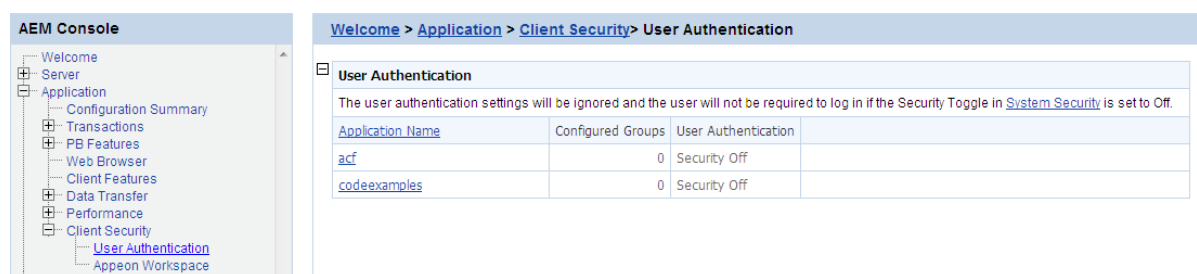 AEM Console
Welcome
Server
Application
Configuration Summary
Transactions
PB Features
Web Browser
Client Features
Data Transfer
Performance
Client Security
User Authentication
Appeon Workspace
Welcome > Application > Client Security> User Authentication
User Authentication
The user authentication settings will be ignored and the user will not be required to log in if the Security Toggle in System Security is set to Off.
Application Name Configured Groups User Authentication
acf 0 Security Off
codeexamples 0 Security Off